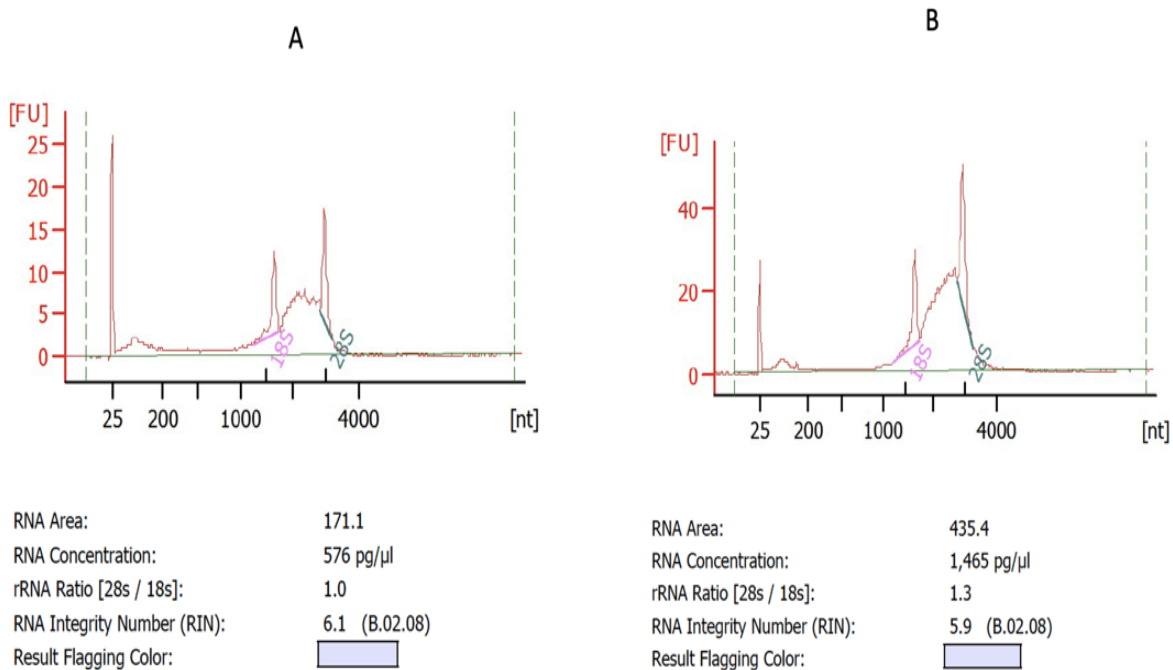 A
[FU]
25
20
15
10
5
0
18S
28S
25 200 1000 4000 [nt]
RNA Area: 171.1
RNA Concentration: 576 pg/µl
rRNA Ratio [28s / 18s]: 1.0
RNA Integrity Number (RIN): 6.1 (B.02.08)
Result Flagging Color:
B
[FU]
40
20
0
18S
28S
25 200 1000 4000 [nt]
RNA Area: 435.4
RNA Concentration: 1,465 pg/µl
rRNA Ratio [28s / 18s]: 1.3
RNA Integrity Number (RIN): 5.9 (B.02.08)
Result Flagging Color: